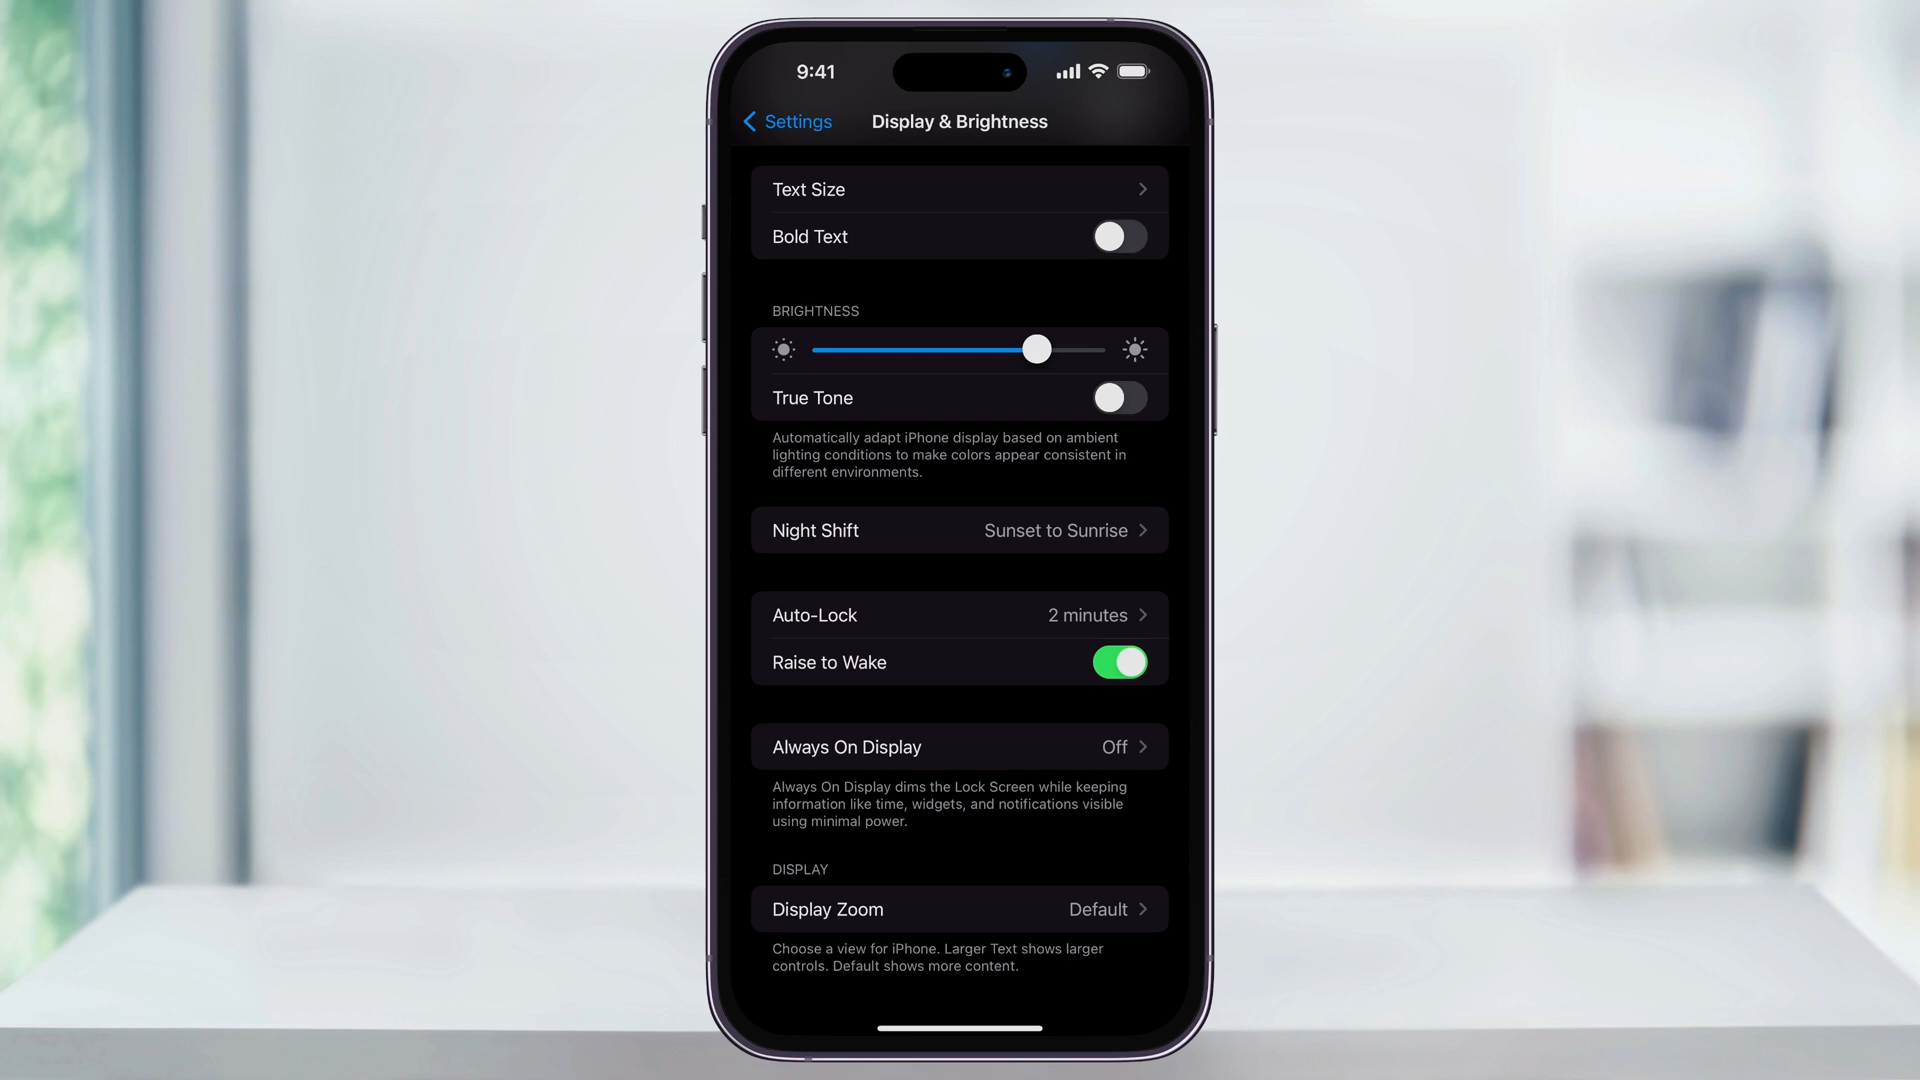 9:41
Settings
Display & Brightness
Text Size
Bold Text
BRIGHTNESS
True Tone
Automatically adapt iPhone display based on ambient
lighting conditions to make colors appear consistent in
different environments.
Night Shift Sunset to Sunrise
Auto-Lock 2 minutes
Raise to Wake
Always On Display Off
Always On Display dims the Lock Screen while keeping
information like time, widgets, and notifications visible
using minimal power.
DISPLAY
Display Zoom Default
Choose a view for iPhone. Larger Text shows larger
controls. Default shows more content.